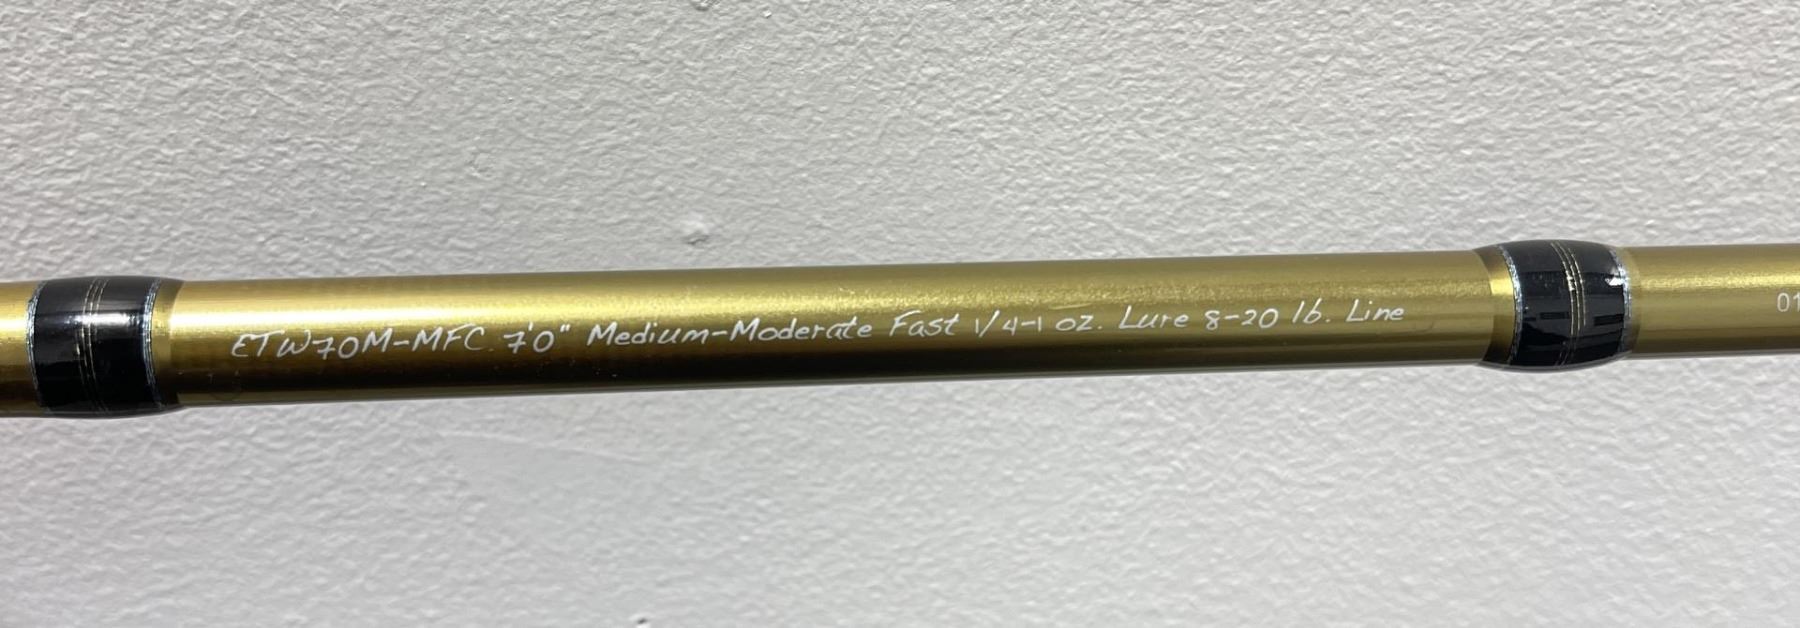 ETW70M-MFC 7'0" Medium-Moderate Fast 1/4-1 oz. Lure 8-20 lb. Line